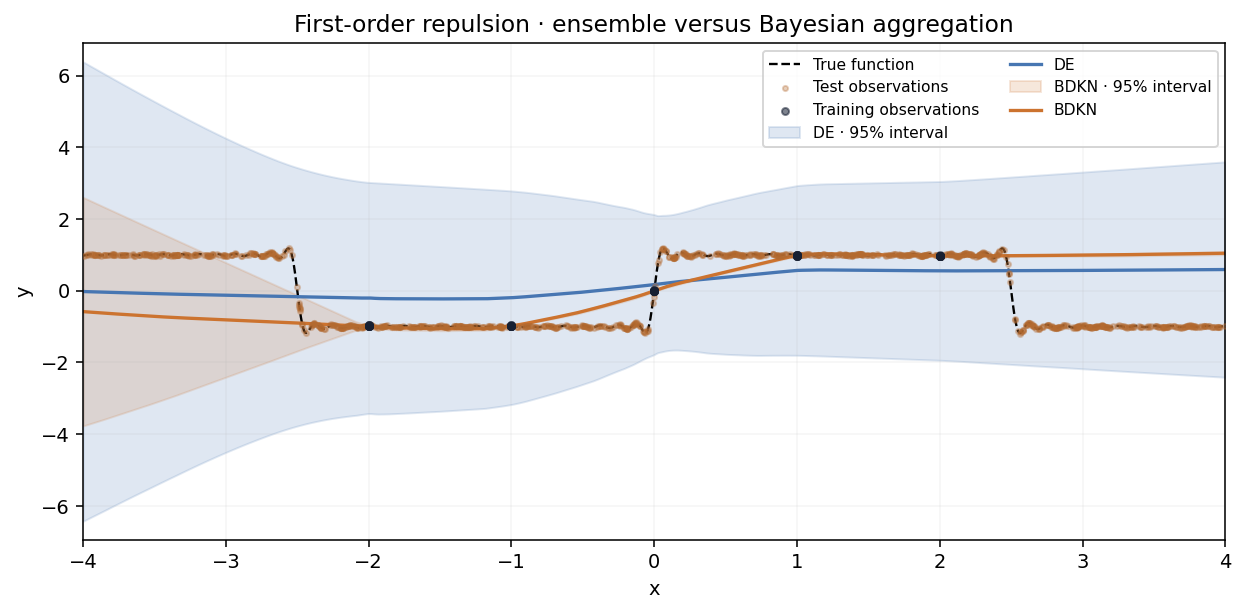 First-order repulsion · ensemble versus Bayesian aggregation
True function
Test observations
Training observations
DE · 95% interval
DE
BDKN · 95% interval
BDKN
y
6
4
2
0
−2
−4
−6
−4 −3 −2 −1 0 1 2 3 4
x